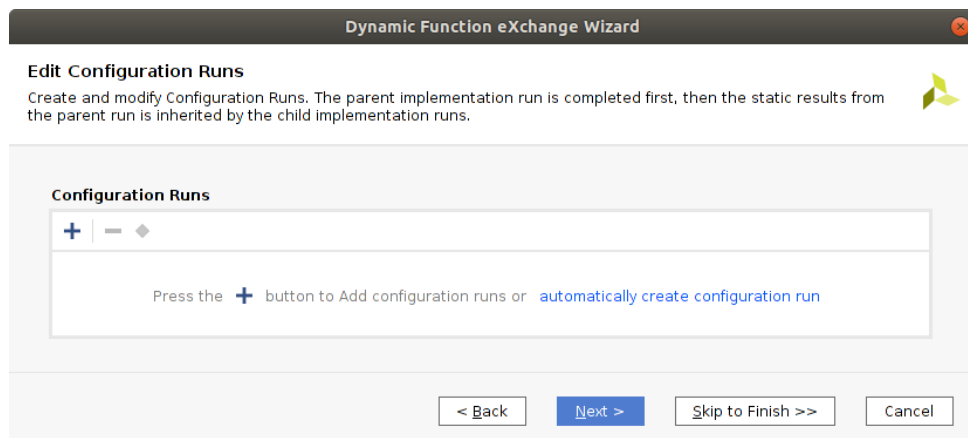 Dynamic Function eXchange Wizard
Edit Configuration Runs
Create and modify Configuration Runs. The parent implementation run is completed first, then the static results from
the parent run is inherited by the child implementation runs.
Configuration Runs
Press the + button to Add configuration runs or automatically create configuration run
< Back Next > Skip to Finish >> Cancel